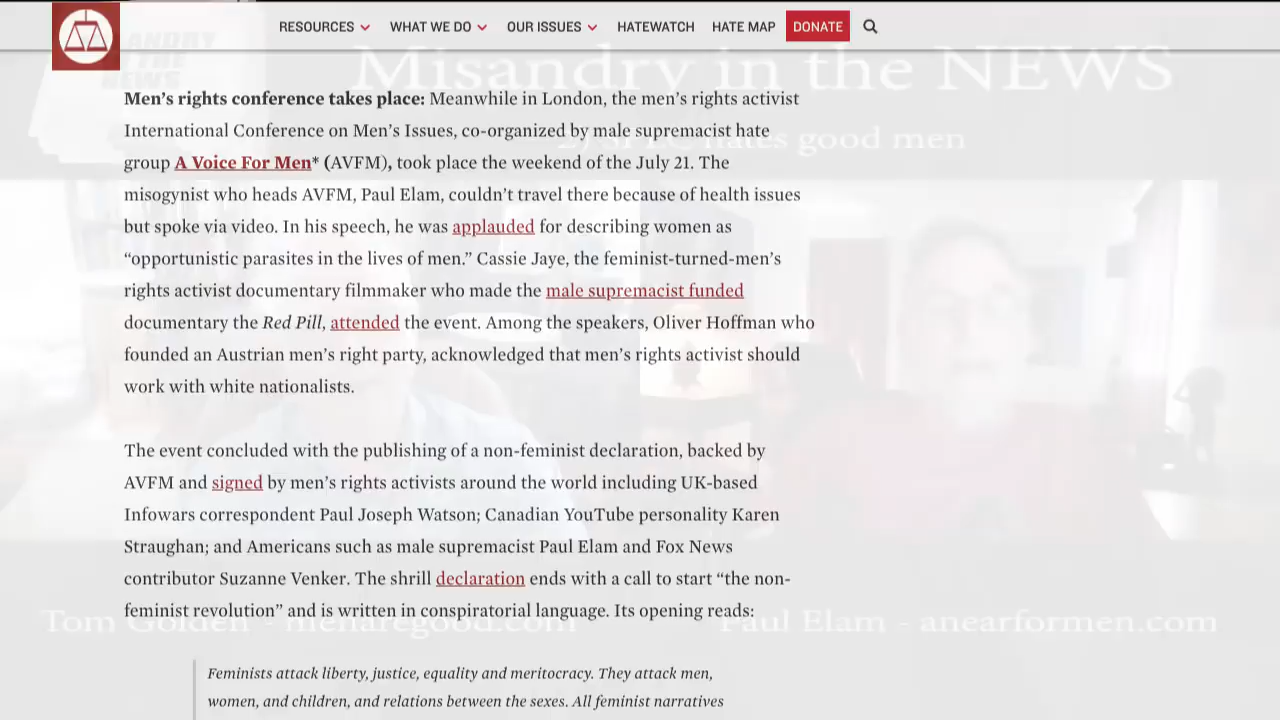 RESOURCES WHAT WE DO OUR ISSUES HATEWATCH HATE MAP DONATE
Misandry in the NEWS
hates good men
Men’s rights conference takes place: Meanwhile in London, the men’s rights activist
International Conference on Men’s Issues, co-organized by male supremacist hate
group A Voice For Men* (AVFM), took place the weekend of the July 21. The
misogynist who heads AVFM, Paul Elam, couldn’t travel there because of health issues
but spoke via video. In his speech, he was applauded for describing women as
“opportunistic parasites in the lives of men.” Cassie Jaye, the feminist-turned-men’s
rights activist documentary filmmaker who made the male supremacist funded
documentary the Red Pill, attended the event. Among the speakers, Oliver Hoffman who
founded an Austrian men’s right party, acknowledged that men’s rights activist should
work with white nationalists.
The event concluded with the publishing of a non-feminist declaration, backed by
AVFM and signed by men’s rights activists around the world including UK-based
Infowars correspondent Paul Joseph Watson; Canadian YouTube personality Karen
Straughan; and Americans such as male supremacist Paul Elam and Fox News
contributor Suzanne Venker. The shrill declaration ends with a call to start “the non-
feminist revolution” and is written in conspiratorial language. Its opening reads:
Tom Golden - menaregood.com
Paul Elam - anearformen.com
Feminists attack liberty, justice, equality and meritocracy. They attack men,
women, and children, and relations between the sexes. All feminist narratives